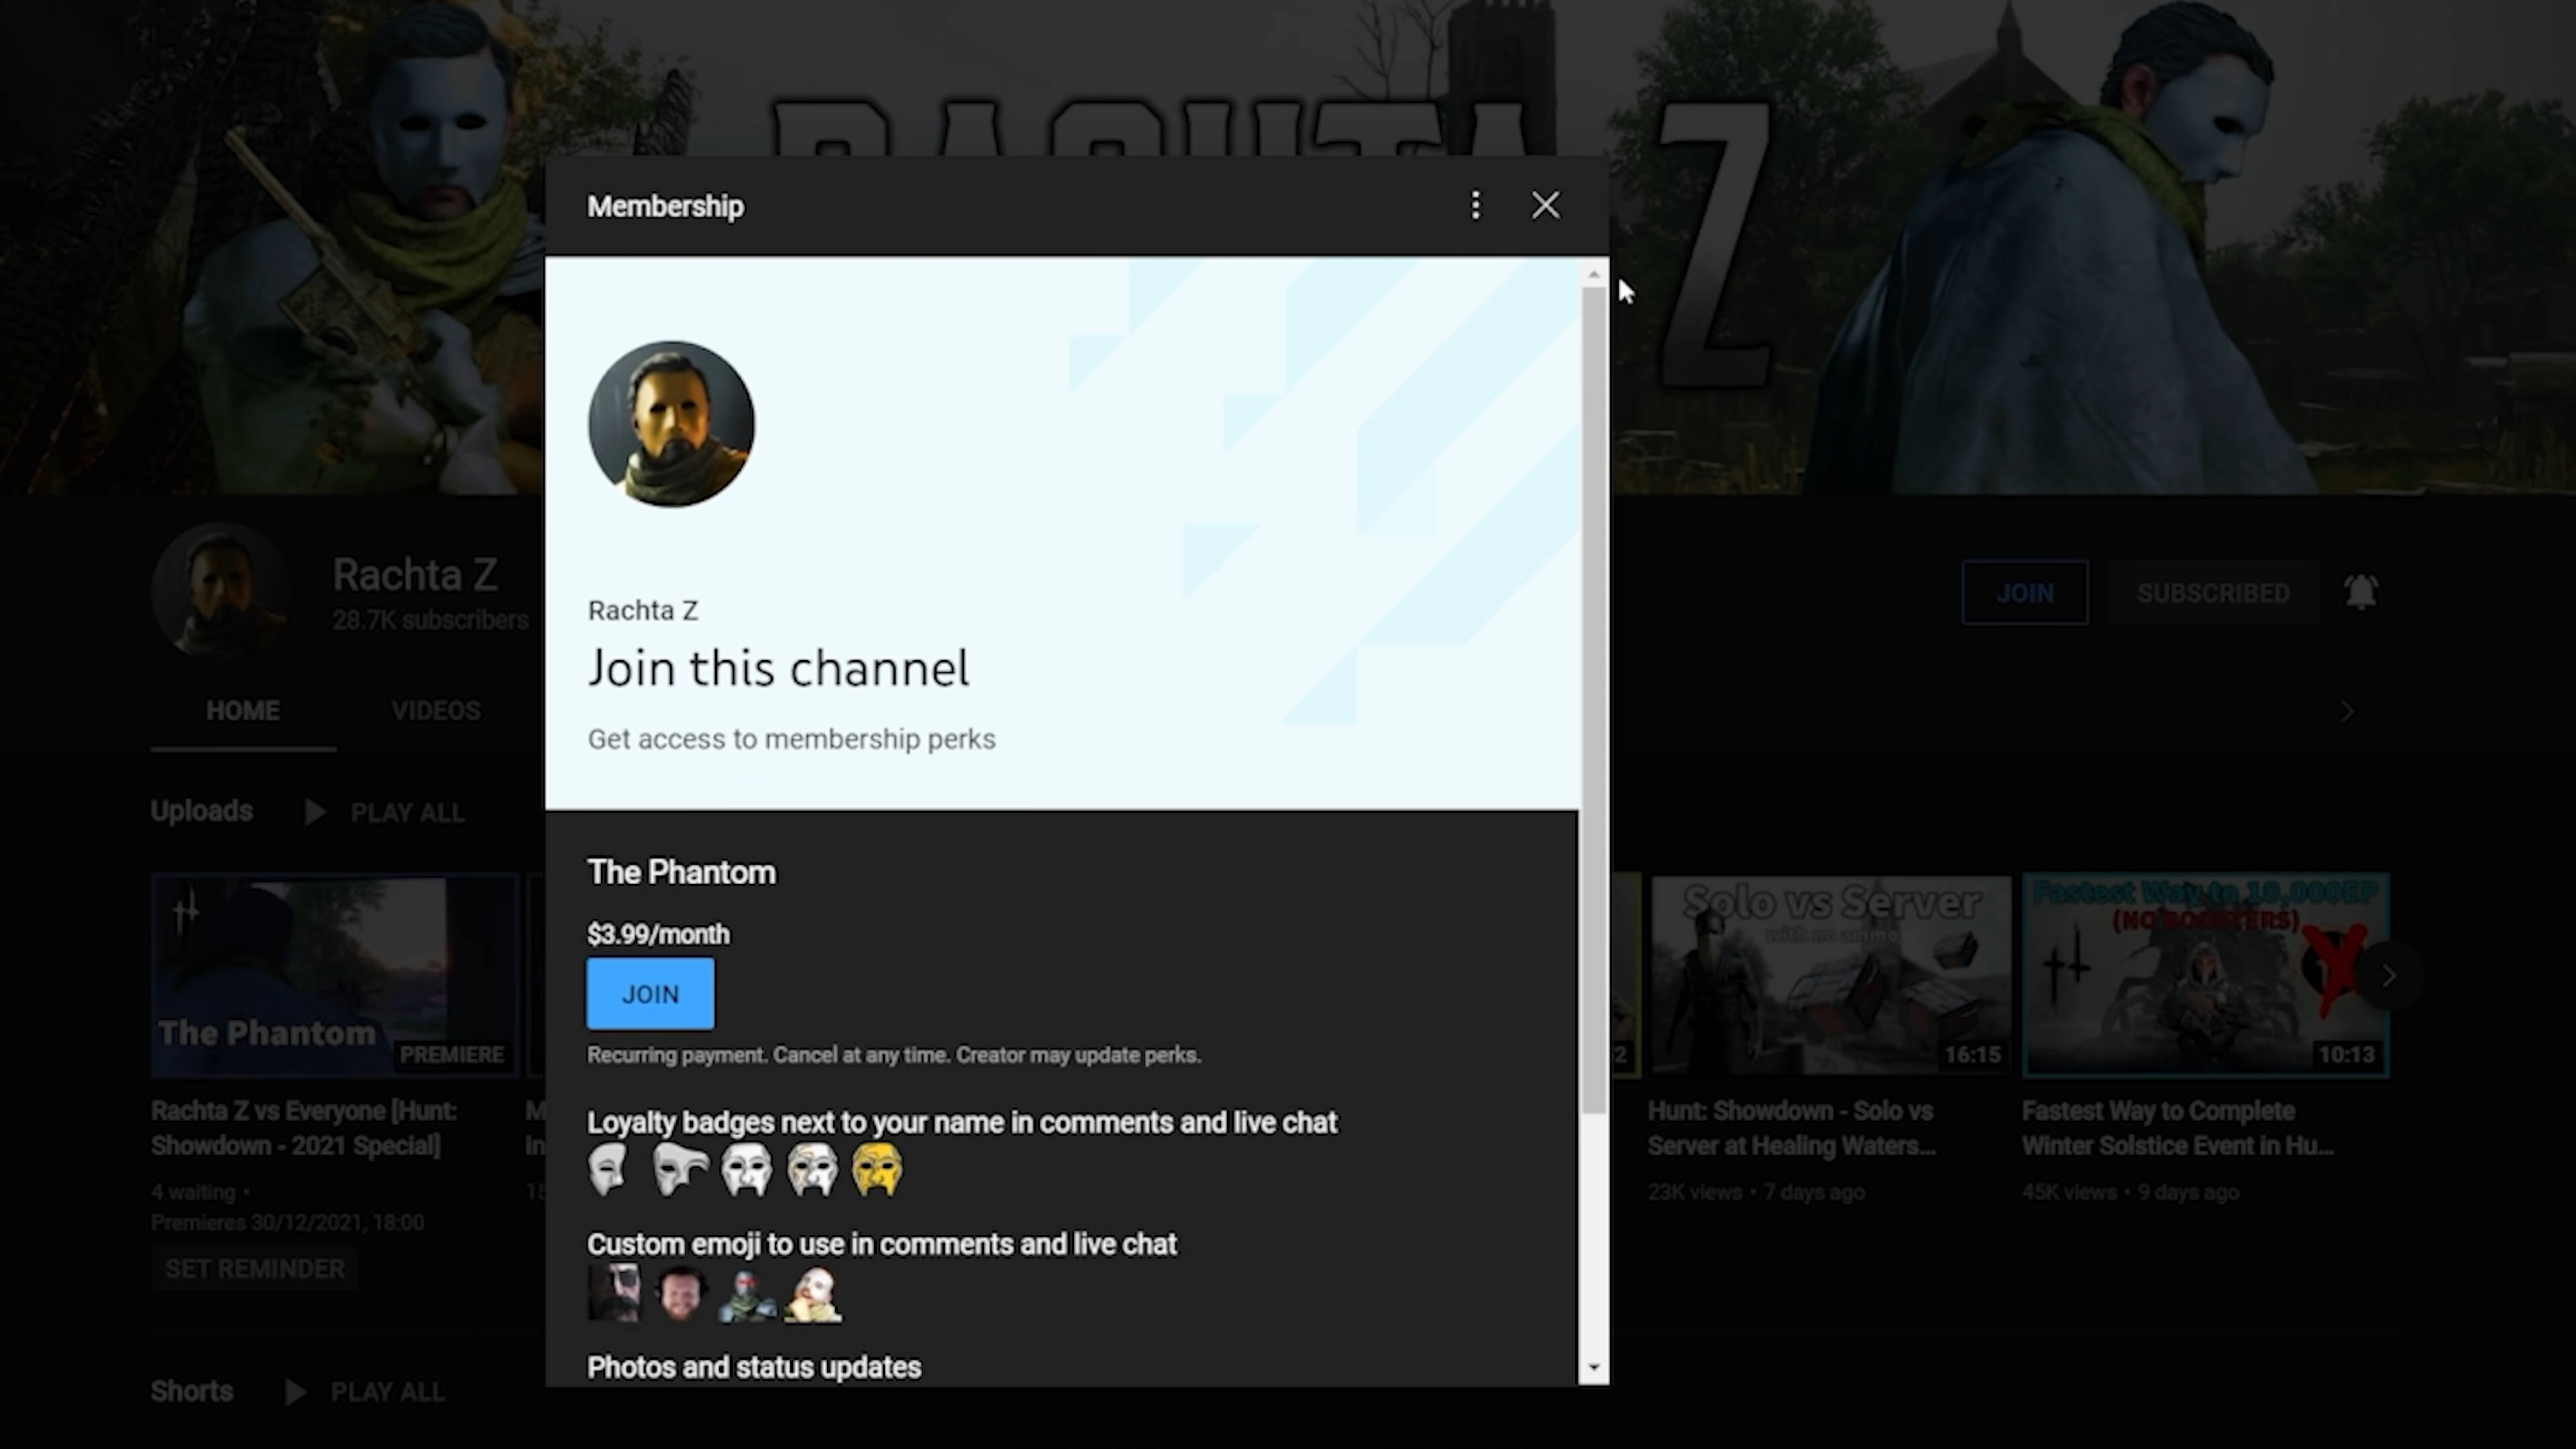 Z
Membership
Rachta Z
Join this channel
Get access to membership perks
The Phantom
$3.99/month
JOIN
Recurring payment. Cancel at any time. Creator may update perks.
Loyalty badges next to your name in comments and live chat
Custom emoji to use in comments and live chat
Photos and status updates
Rachta Z
28.7K subscribers
JOIN
SUBSCRIBED
HOME
VIDEOS
Uploads
PLAY ALL
The Phantom
PREMIERE
Rachta Z vs Everyone [Hunt:
Showdown - 2021 Special]
4 waiting •
Premieres 30/12/2021, 18:00
SET REMINDER
Solo vs Server
with no ammo
16:15
Hunt: Showdown - Solo vs
Server at Healing Waters...
23K views • 7 days ago
Fastest Way to 10,000EP
(NO BOOSTERS)
10:13
Fastest Way to Complete
Winter Solstice Event in Hu...
45K views • 9 days ago
Shorts
PLAY ALL